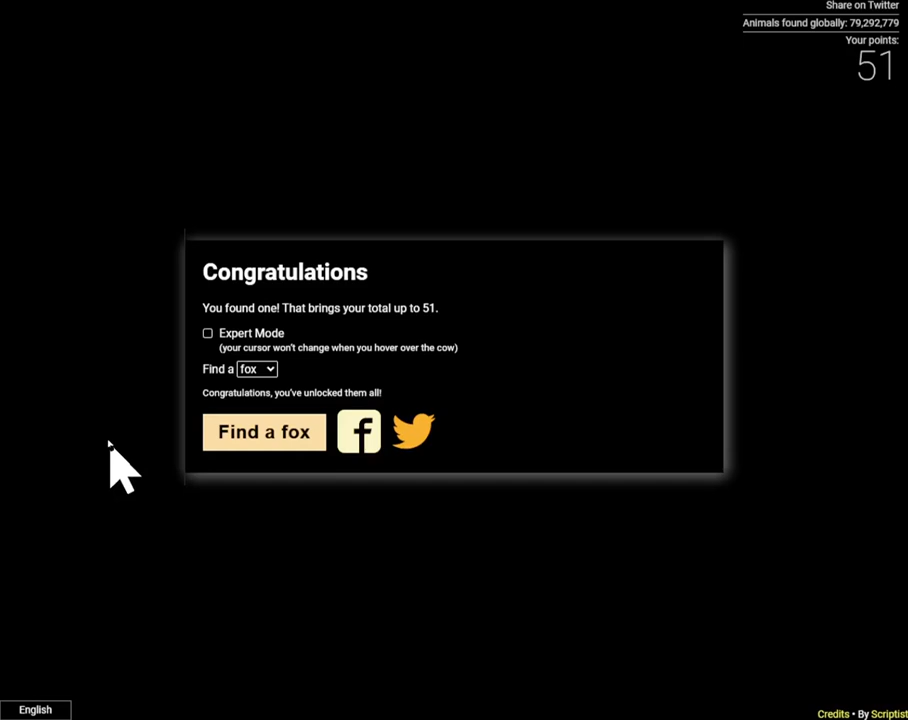 Share on Twitter
Animals found globally: 79,292,779
Your points:
51
Congratulations
You found one! That brings your total up to 51.
Expert Mode
(your cursor won't change when you hover over the cow)
Find a fox
Congratulations, you've unlocked them all!
Find a fox
English
Credits • By Scriptist